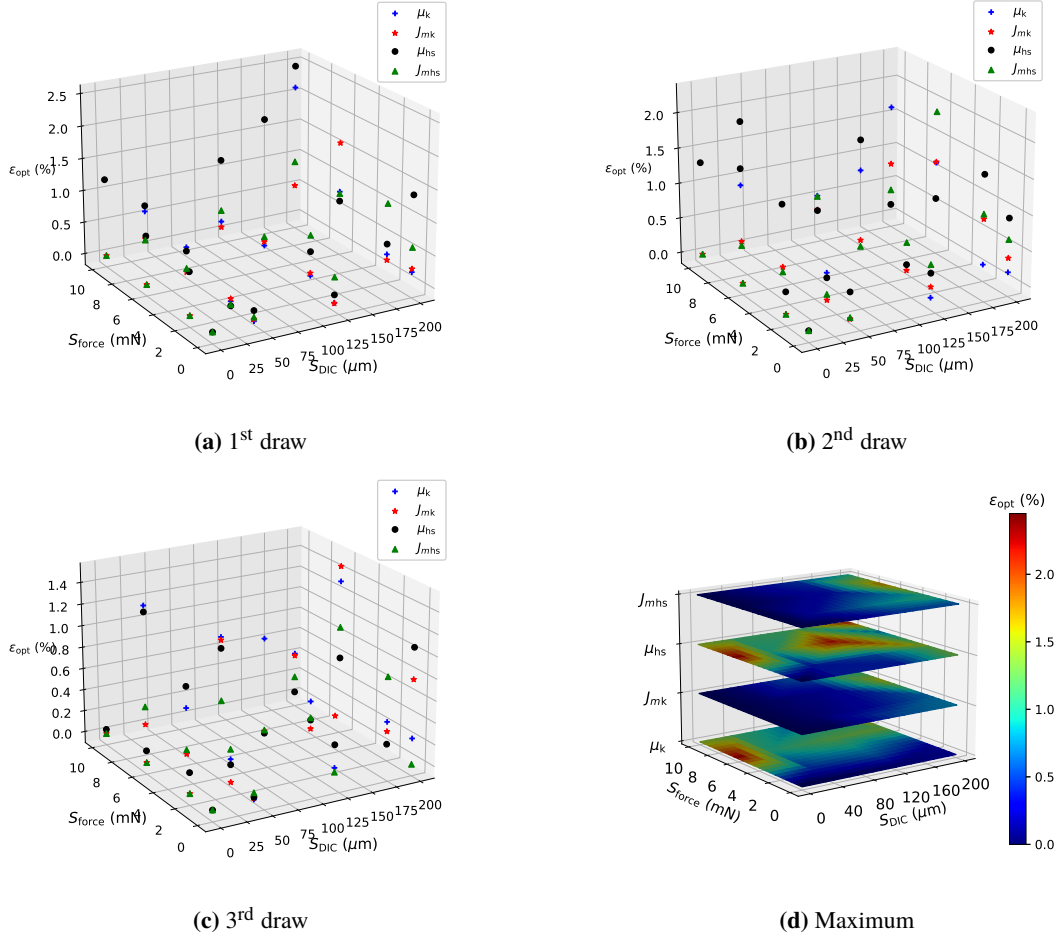 μk
Jmk
μhs
Jmhs
2.5
2.0
1.5
1.0
0.5
0.0
εopt (%)
10
8
6
4
2
0
Sforce (mN)
0
25
50
75
100
125
150
175
200
SDIC (μm)
(a) 1st draw
μk
Jmk
μhs
Jmhs
2.0
1.5
1.0
0.5
0.0
εopt (%)
10
8
6
4
2
0
Sforce (mN)
0
25
50
75
100
125
150
175
200
SDIC (μm)
(b) 2nd draw
μk
Jmk
μhs
Jmhs
1.4
1.2
1.0
0.8
0.6
0.4
0.2
0.0
εopt (%)
10
8
6
4
2
0
Sforce (mN)
0
25
50
75
100
125
150
175
200
SDIC (μm)
(c) 3rd draw
εopt (%)
2.0
1.5
1.0
0.5
0.0
Jmhs
μhs
Jmk
μk
10
8
6
4
2
0
Sforce (mN)
0
40
80
120
160
200
SDIC (μm)
(d) Maximum